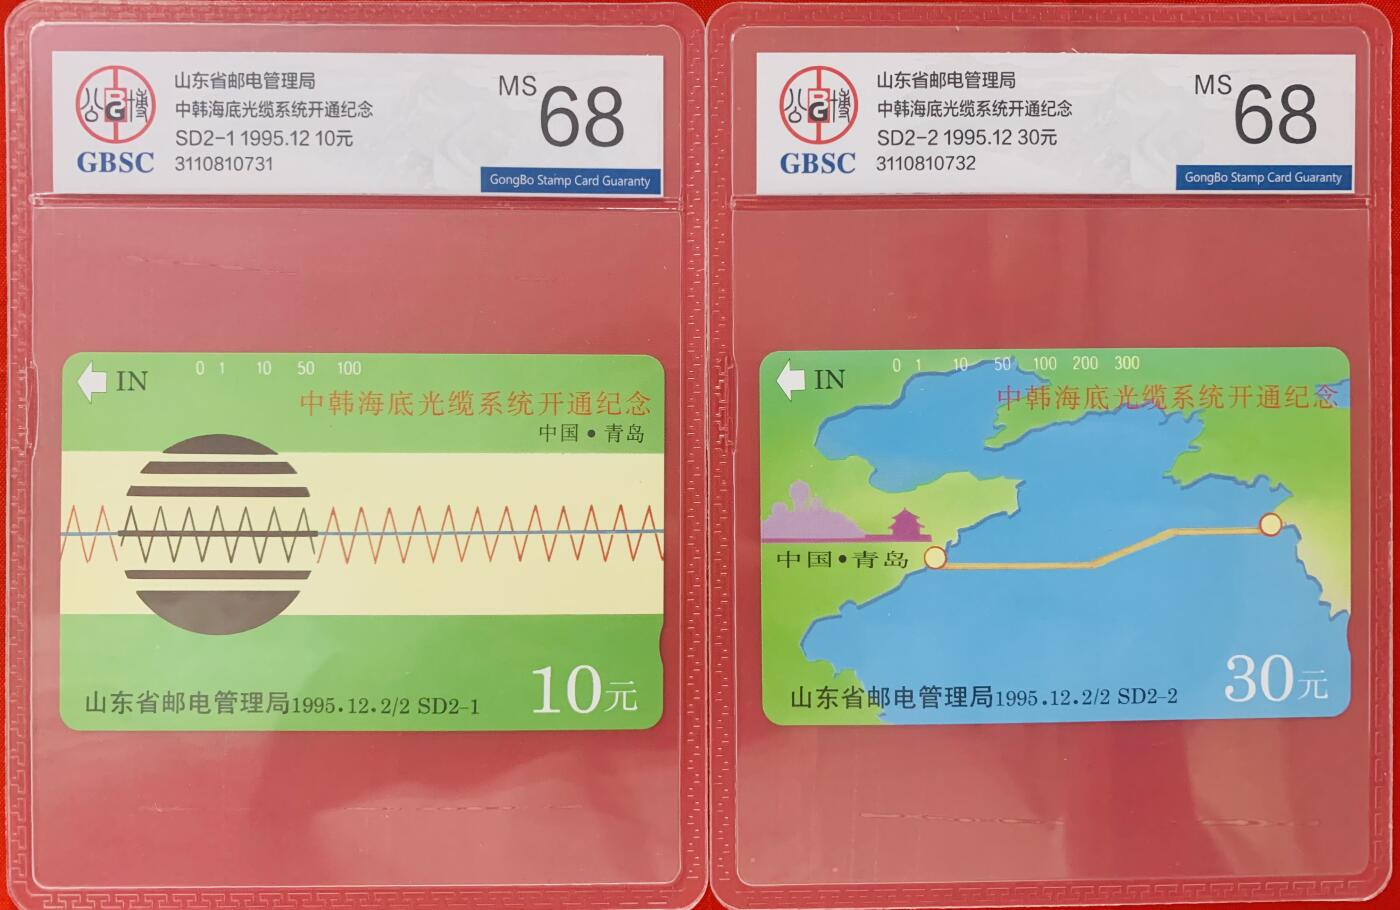 公
BG
博
GBSC
山东省邮电管理局
中韩海底光缆系统开通纪念
SD2-1 1995.12 10元
3110810731
MS 68
GongBo Stamp Card Guaranty
IN
0 1 10 50 100
中韩海底光缆系统开通纪念
中国·青岛
山东省邮电管理局1995.12.2/2 SD2-1
10元
公
BG
博
GBSC
山东省邮电管理局
中韩海底光缆系统开通纪念
SD2-2 1995.12 30元
3110810732
MS 68
GongBo Stamp Card Guaranty
IN
0 1 10 50 100 200 300
中韩海底光缆系统开通纪念
中国·青岛
山东省邮电管理局1995.12.2/2 SD2-2
30元